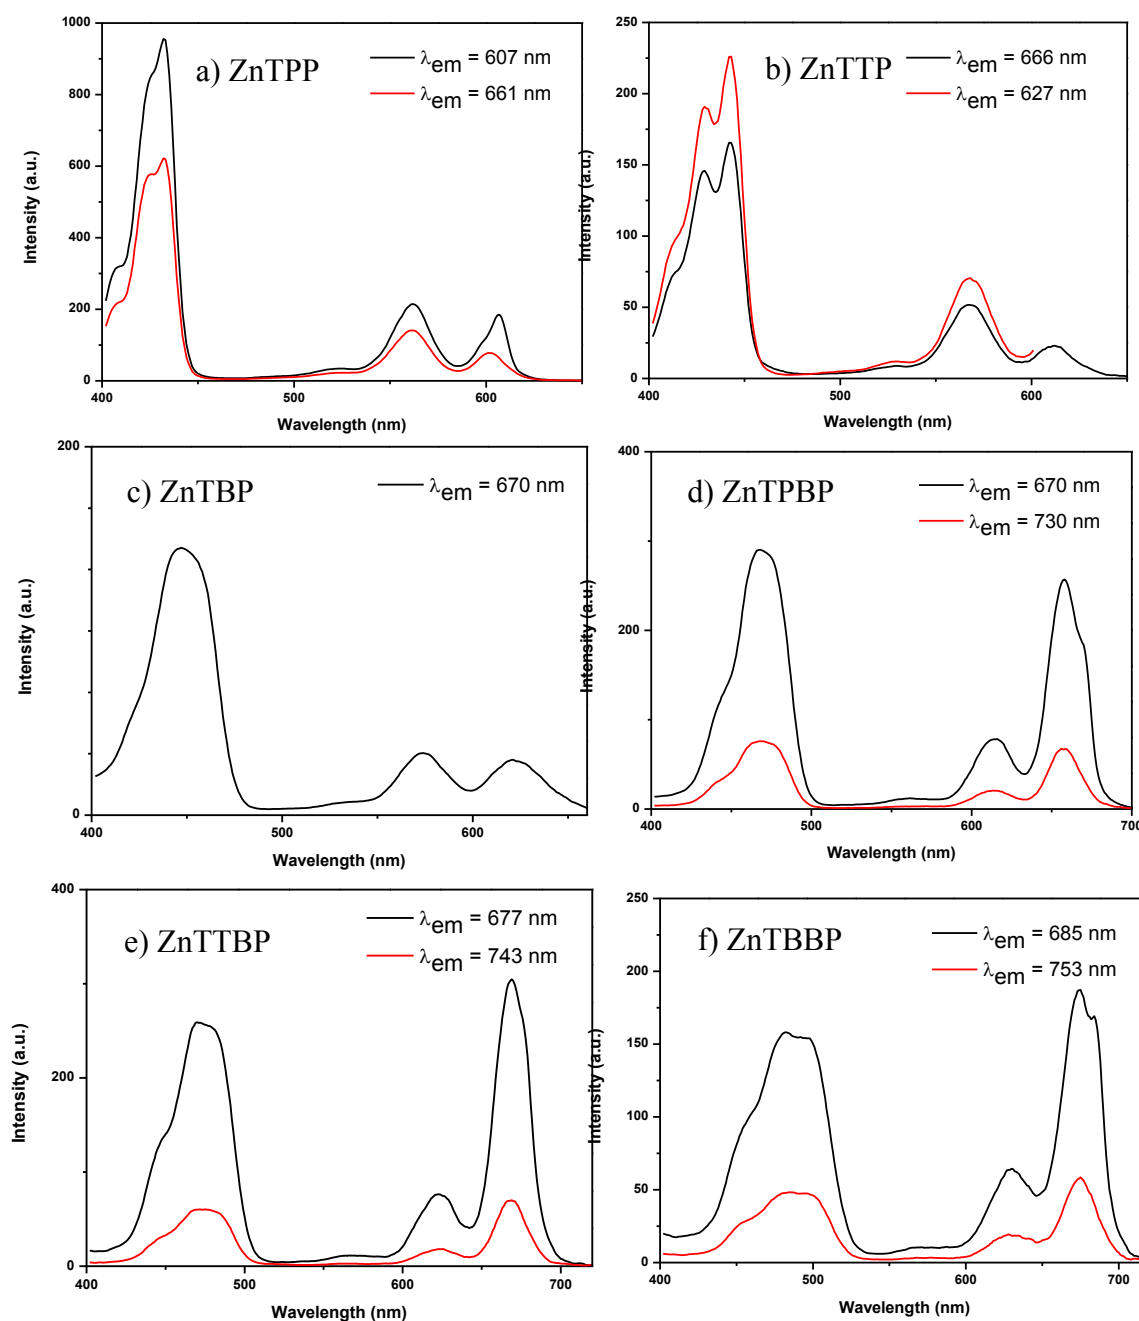 a) ZnTPP
λem = 607 nm
λem = 661 nm
1000
800
600
400
200
0
400
500
600
Intensity (a.u.)
Wavelength (nm)
b) ZnTTP
λem = 666 nm
λem = 627 nm
250
200
150
100
50
0
400
500
600
Intensity (a.u.)
Wavelength (nm)
c) ZnTBP
λem = 670 nm
200
0
400
500
600
Intensity (a.u.)
Wavelength (nm)
d) ZnTPBP
λem = 670 nm
λem = 730 nm
400
200
0
400
500
600
700
Intensity (a.u.)
Wavelength (nm)
e) ZnTTBP
λem = 677 nm
λem = 743 nm
400
200
0
400
500
600
700
Intensity (a.u.)
Wavelength (nm)
f) ZnTBBP
λem = 685 nm
λem = 753 nm
250
200
150
100
50
0
400
500
600
700
Intensity (a.u.)
Wavelength (nm)